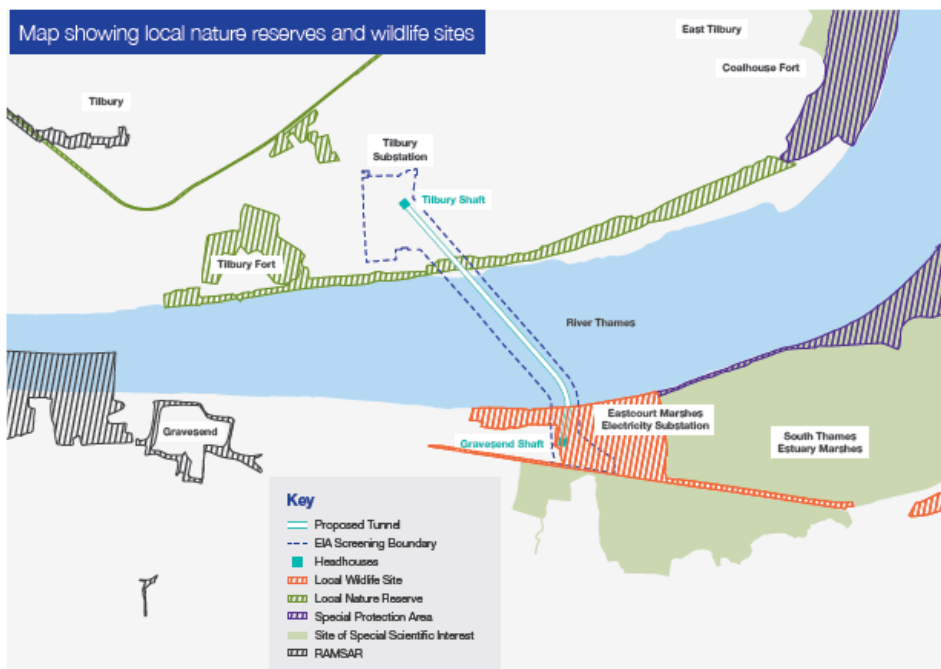 Map showing local nature reserves and wildlife sites
East Tilbury
Coalhouse Fort
Tilbury
Tilbury
Substation
Tilbury Shaft
Tilbury Fort
River Thames
Eastcourt Marshes
Electricity Substation
Gravesend
Gravesend Shaft
South Thames
Estuary Marshes
Key
Proposed Tunnel
EIA Screening Boundary
Headhouses
Local Wildlife Site
Local Nature Reserve
Special Protection Area
Site of Special Scientific Interest
RAMSAR